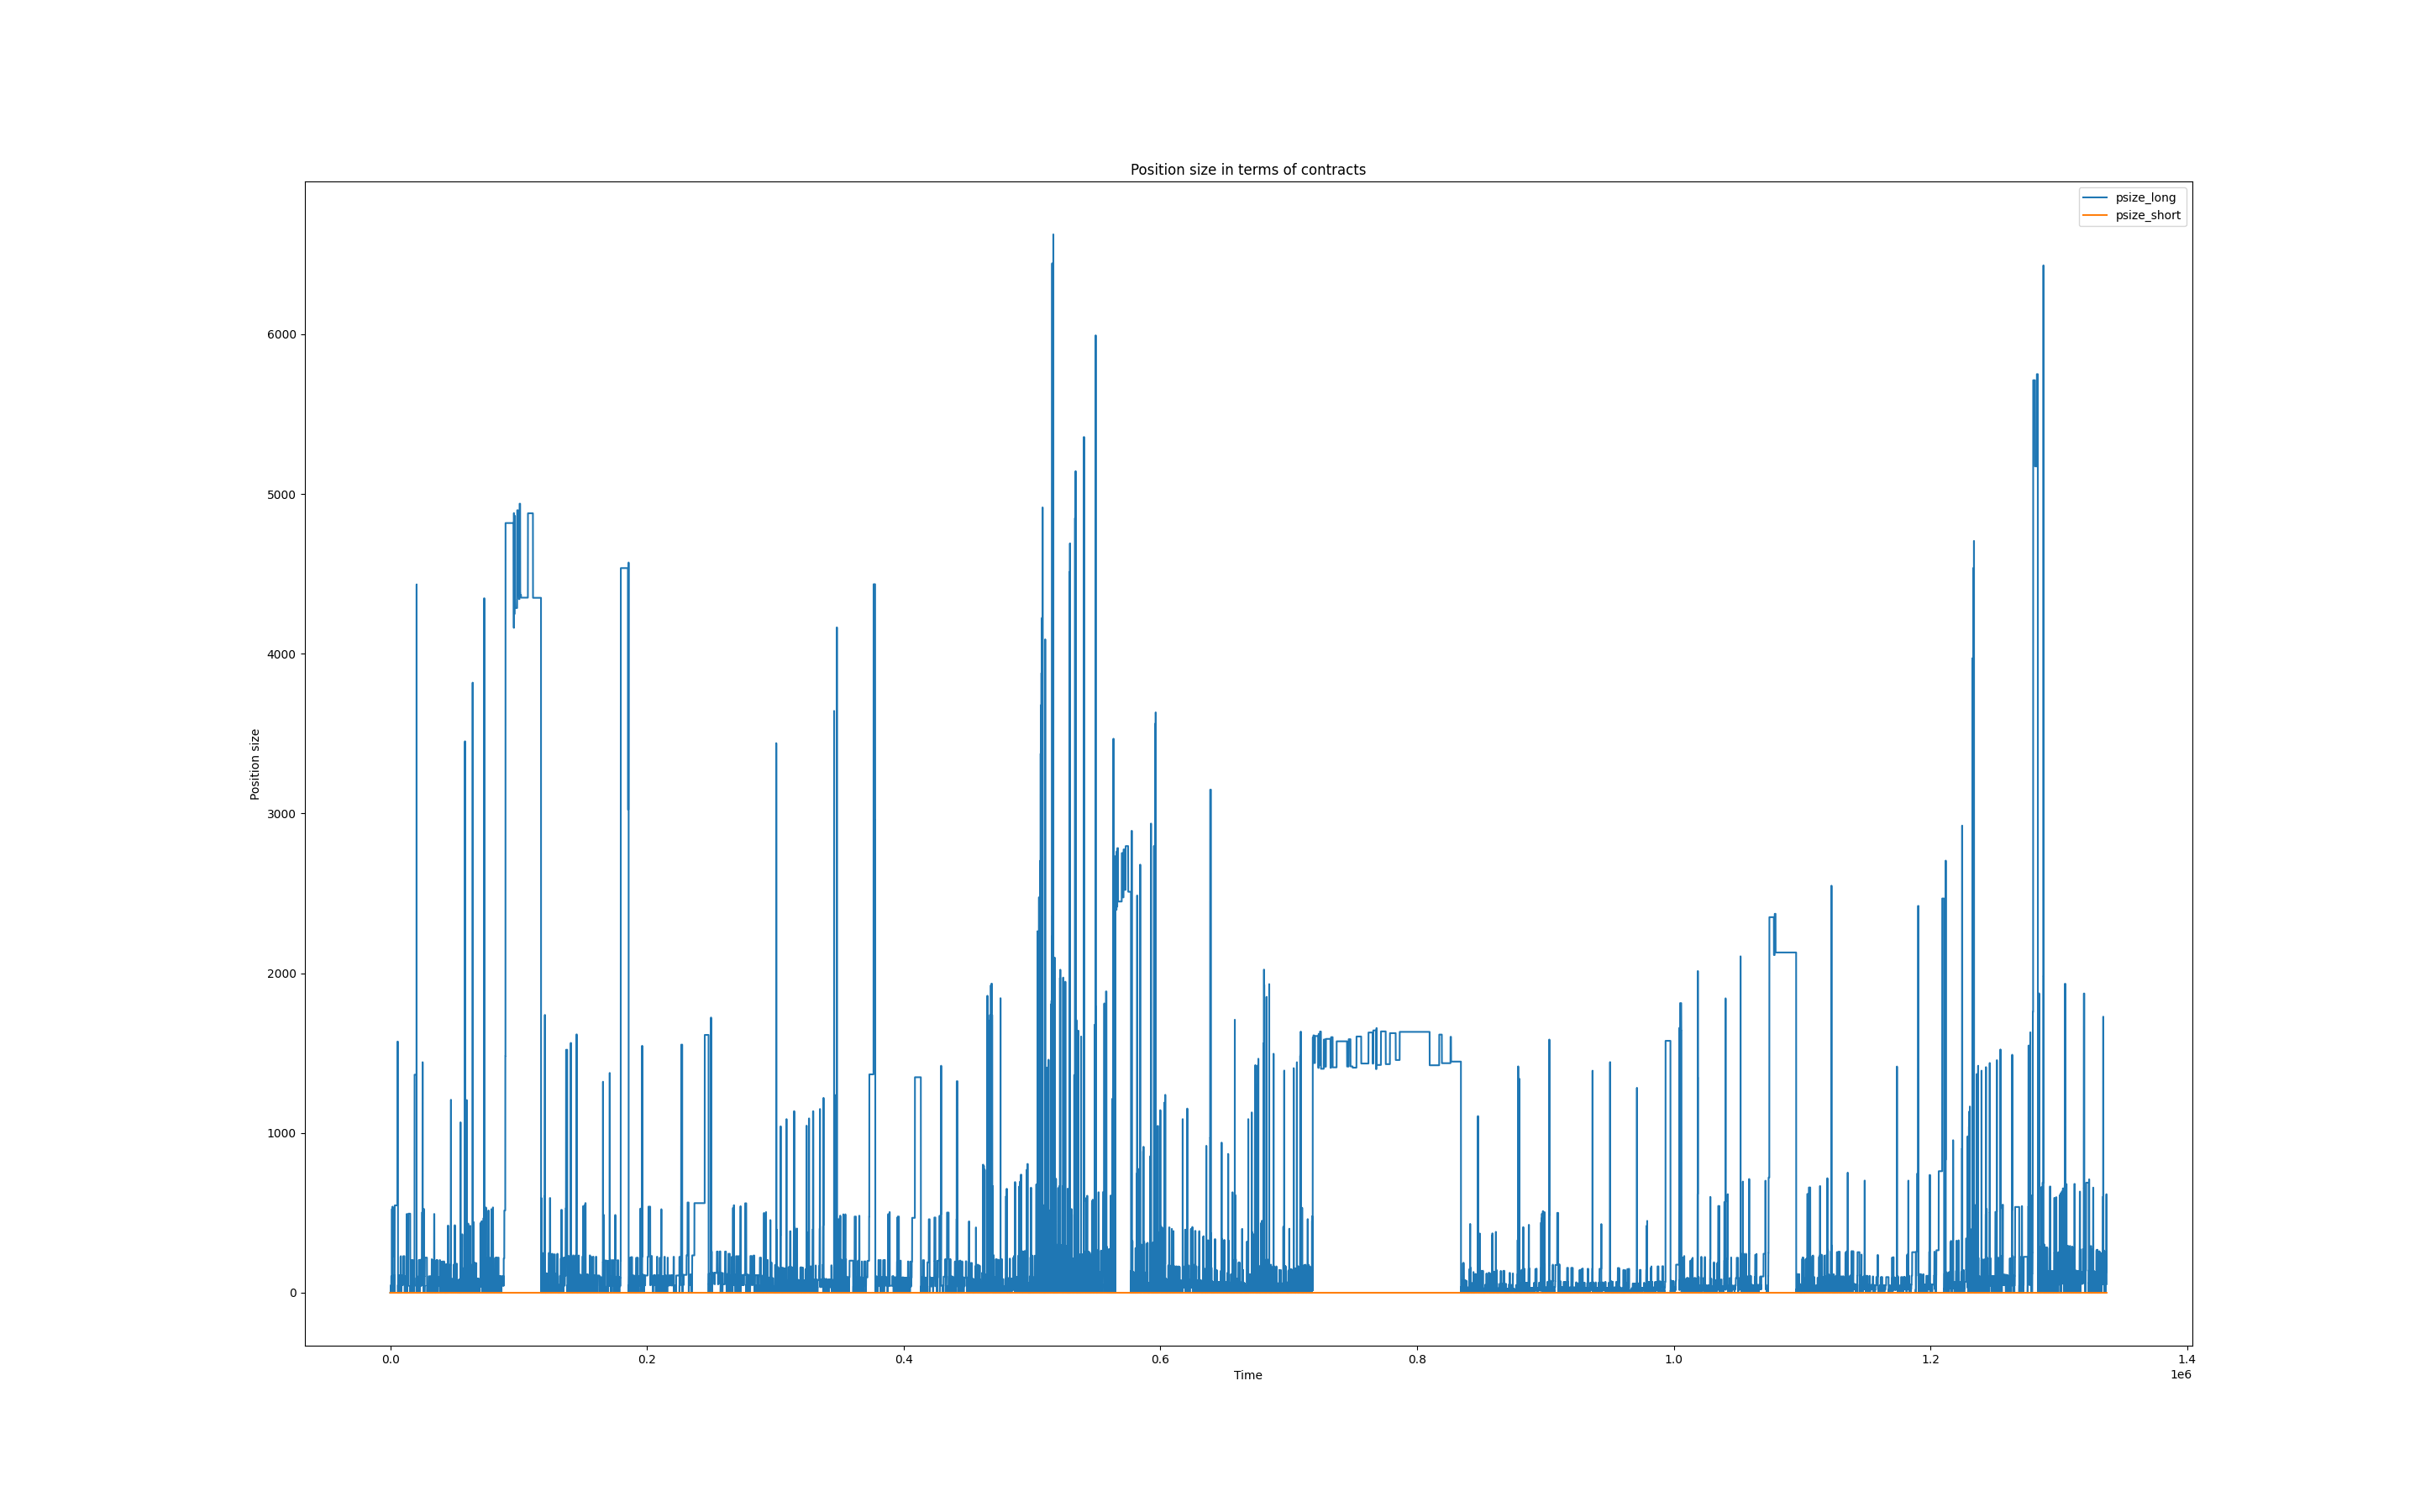 Position size in terms of contracts
psize_long
psize_short
6000
5000
4000
3000
2000
1000
0
Position size
0.0 0.2 0.4 0.6 0.8 1.0 1.2 1.4
Time
1e6